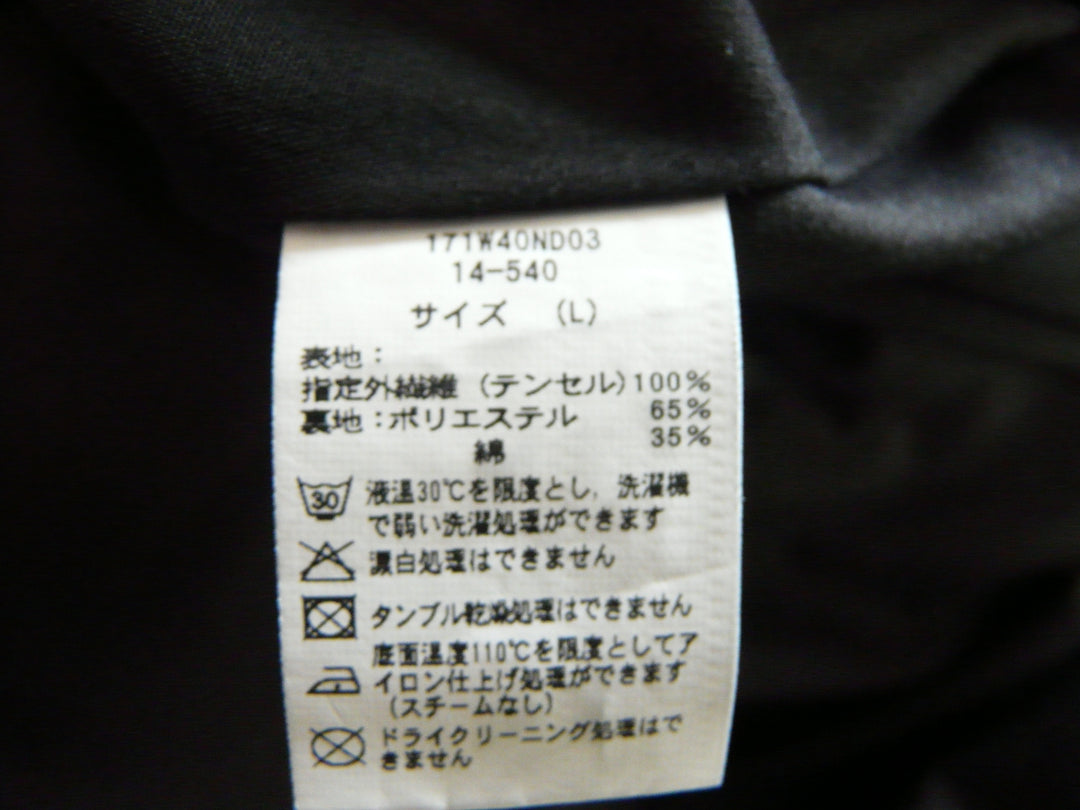 171W40ND03
14-540
サイズ (L)
表地:
指定外繊維 (テンセル)100%
裏地:ポリエステル 65%
綿 35%
30 液温30℃を限度とし、洗濯機
で弱い洗濯処理ができます
漂白処理はできません
タンブル乾燥処理はできません
底面温度110℃を限度としてア
イロン仕上げ処理ができます
(スチームなし)
ドライクリーニング処理はで
きません